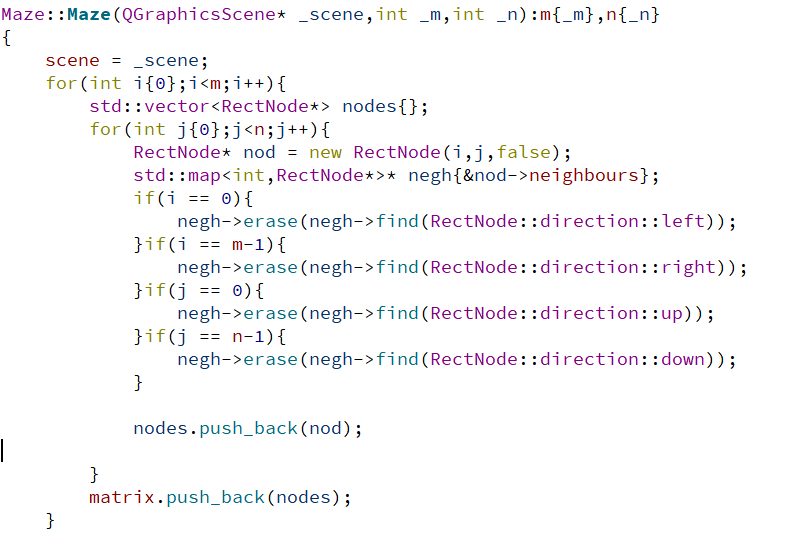 Maze::Maze(QGraphicsScene* _scene,int _m,int _n):m{_m},n{_n}
{
    scene = _scene;
    for(int i{0};i<m;i++){
        std::vector<RectNode*> nodes{};
        for(int j{0};j<n;j++){
            RectNode* nod = new RectNode(i,j,false);
            std::map<int,RectNode**>* negh{&nod->neighbours};
            if(i == 0){
                negh->erase(negh->find(RectNode::direction::left));
            }if(i == m-1){
                negh->erase(negh->find(RectNode::direction::right));
            }if(j == 0){
                negh->erase(negh->find(RectNode::direction::up));
            }if(j == n-1){
                negh->erase(negh->find(RectNode::direction::down));
            }
            nodes.push_back(nod);
        }
        matrix.push_back(nodes);
    }